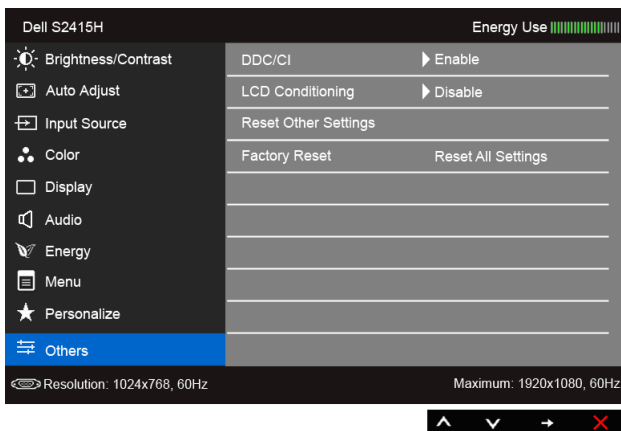 Dell S2415H Energy Use
Brightness/Contrast DDC/CI Enable
Auto Adjust LCD Conditioning Disable
Input Source Reset Other Settings
Color Factory Reset Reset All Settings
Display
Audio
Energy
Menu
Personalize
Others
Resolution: 1024x768, 60Hz Maximum: 1920x1080, 60Hz